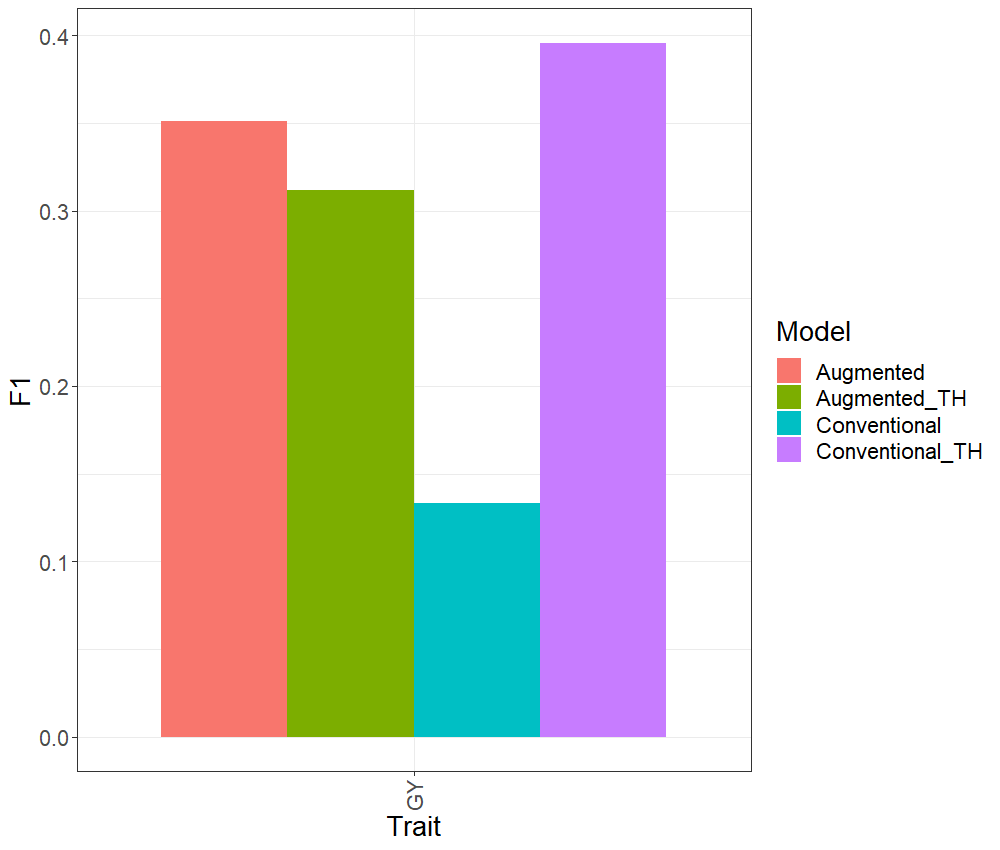 F1
0.4
0.3
0.2
0.1
0.0
GY
Trait
Model
Augmented
Augmented_TH
Conventional
Conventional_TH